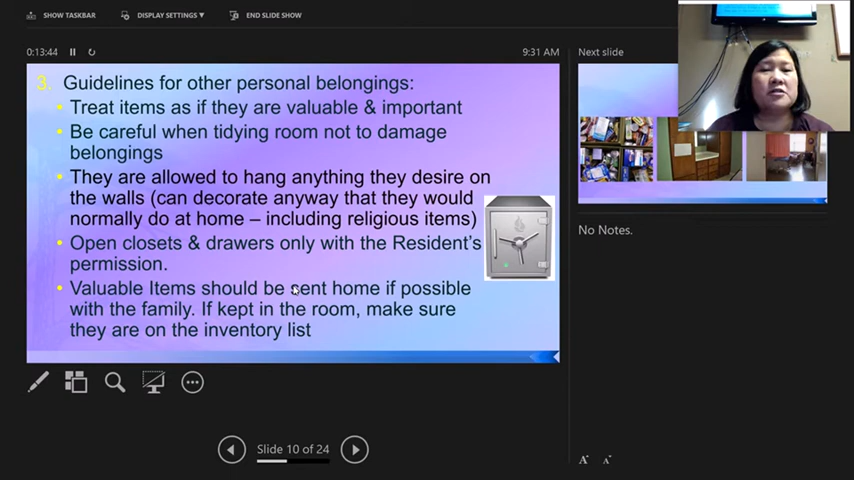 SHOW TASKBAR
DISPLAY SETTINGS ▼
END SLIDE SHOW
0:13:44
9:31 AM
3. Guidelines for other personal belongings:
• Treat items as if they are valuable & important
• Be careful when tidying room not to damage
belongings
• They are allowed to hang anything they desire on
the walls (can decorate anyway that they would
normally do at home – including religious items)
• Open closets & drawers only with the Resident's
permission.
• Valuable Items should be sent home if possible
with the family. If kept in the room, make sure
they are on the inventory list
Slide 10 of 24
Next slide
No Notes.
A A